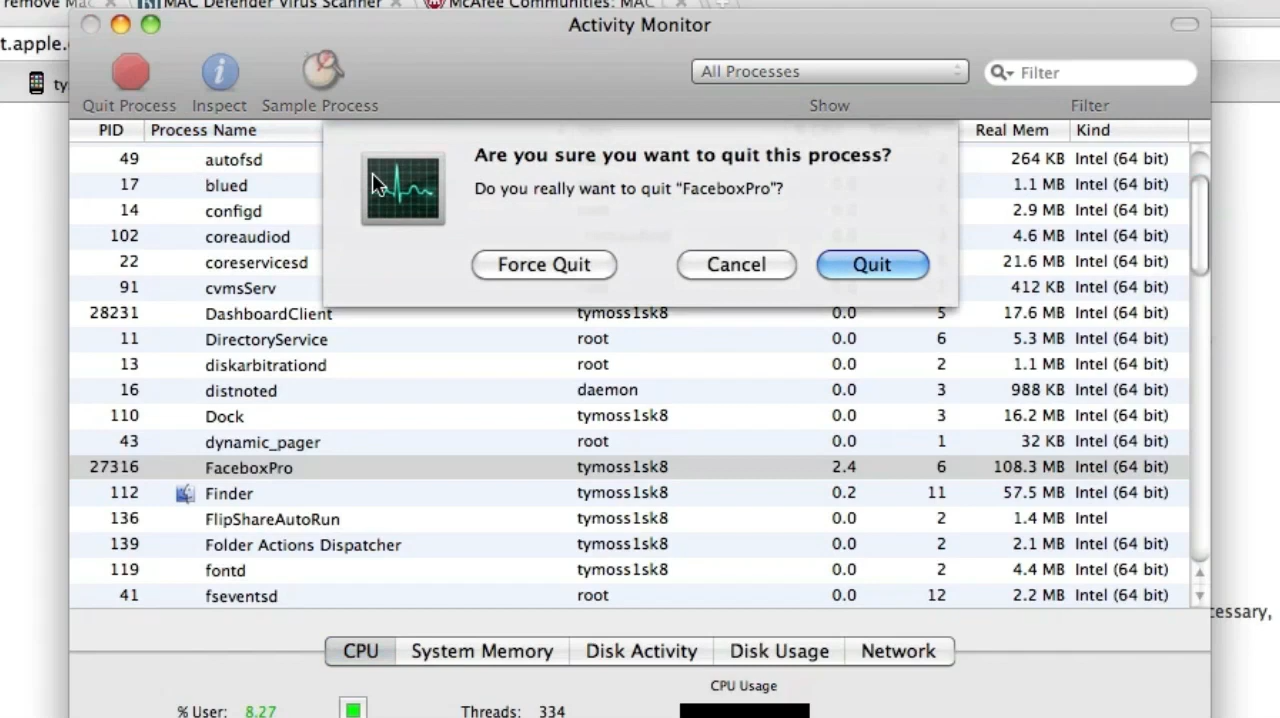 remove Mac MAC Defender Virus Scanner McAfee Communities: MAC
Activity Monitor
t.apple.
ty
All Processes
Filter
Quit Process Inspect Sample Process Show Filter
PID Process Name Real Mem Kind
Are you sure you want to quit this process?
Do you really want to quit “FaceboxPro”?
Force Quit Cancel Quit
49 autofsd 264 KB Intel (64 bit)
17 blued 1.1 MB Intel (64 bit)
14 configd 2.9 MB Intel (64 bit)
102 coreaudiod 4.6 MB Intel (64 bit)
22 coreservicesd 21.6 MB Intel (64 bit)
91 cvmsServ 412 KB Intel (64 bit)
28231 DashboardClient tymoss1sk8 0.0 5 17.6 MB Intel (64 bit)
11 DirectoryService root 0.0 6 5.3 MB Intel (64 bit)
13 diskarbitrationd root 0.0 2 1.1 MB Intel (64 bit)
16 distnoted daemon 0.0 3 988 KB Intel (64 bit)
110 Dock tymoss1sk8 0.0 3 16.2 MB Intel (64 bit)
43 dynamic_pager root 0.0 1 32 KB Intel (64 bit)
27316 FaceboxPro tymoss1sk8 2.4 6 108.3 MB Intel (64 bit)
112 Finder tymoss1sk8 0.2 11 57.5 MB Intel (64 bit)
136 FlipShareAutoRun tymoss1sk8 0.0 2 1.4 MB Intel
139 Folder Actions Dispatcher tymoss1sk8 0.0 2 2.1 MB Intel (64 bit)
119 fontd tymoss1sk8 0.0 2 4.4 MB Intel (64 bit)
41 fseventsd root 0.0 12 2.2 MB Intel (64 bit)
cessary,
CPU System Memory Disk Activity Disk Usage Network
CPU Usage
% User: 8.27 Threads: 334